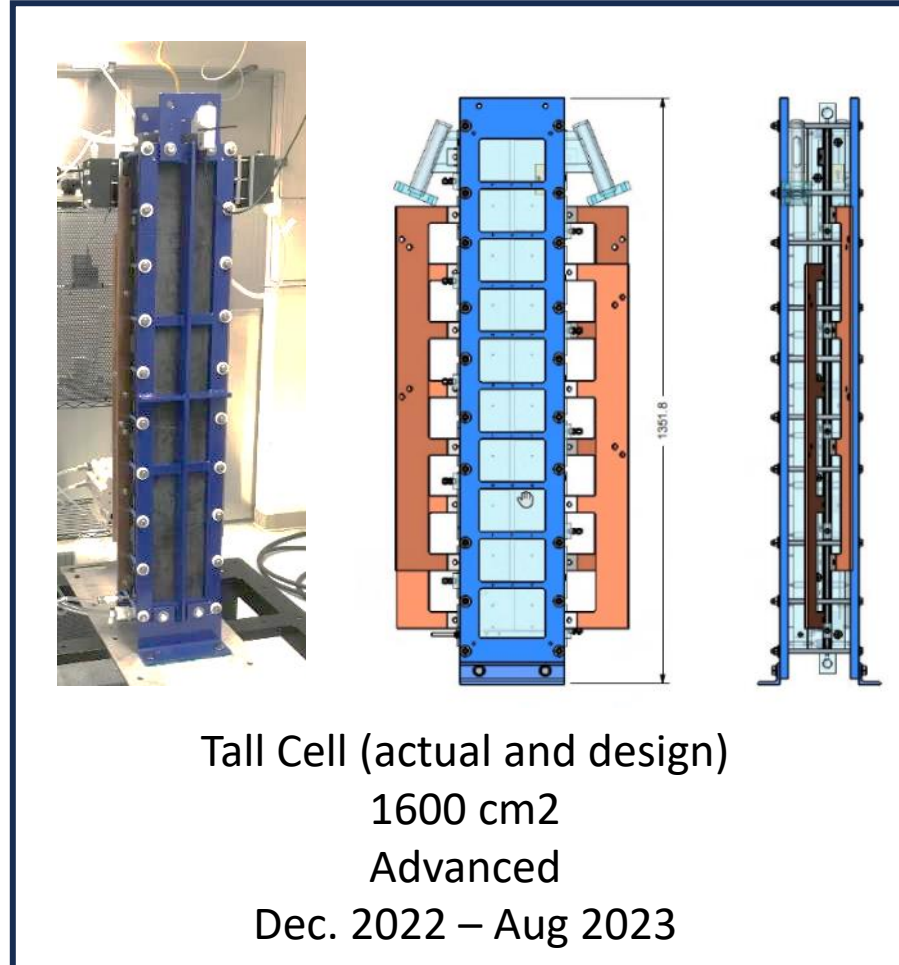 1351.8
Tall Cell (actual and design)
1600 cm2
Advanced
Dec. 2022 – Aug 2023